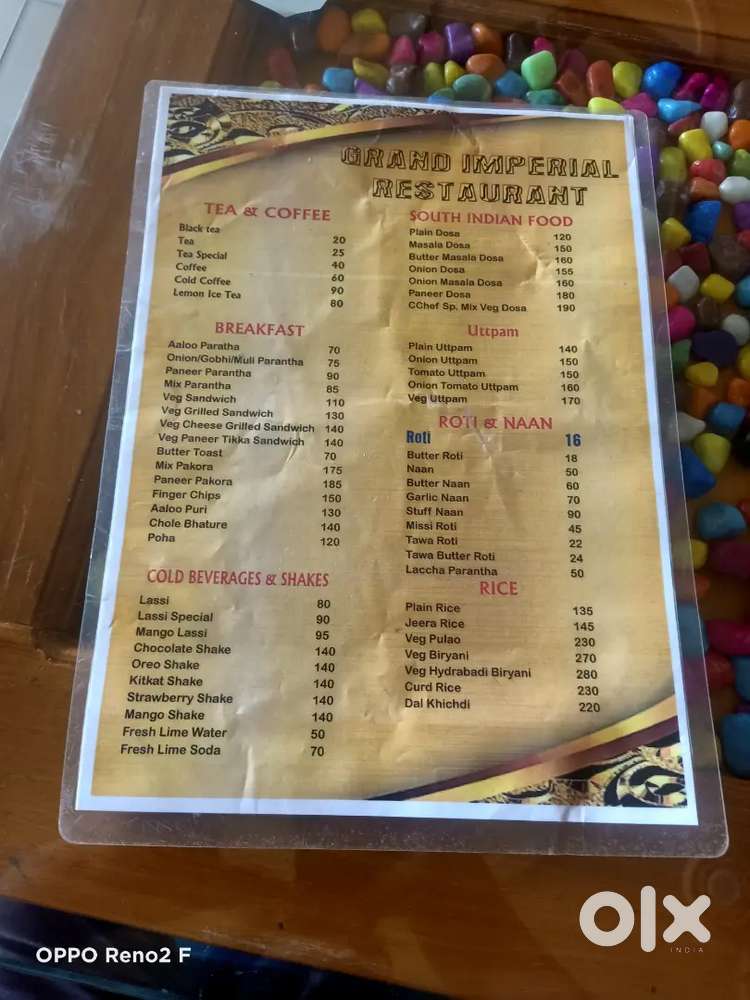 GRAND IMPERIAL
RESTAURANT
TEA & COFFEE
Black tea 20
Tea 25
Tea Special 40
Coffee 60
Cold Coffee 90
Lemon Ice Tea 80
BREAKFAST
Aaloo Paratha 70
Onion/Gobhi/Muli Parantha 75
Paneer Parantha 90
Mix Parantha 85
Veg Sandwich 110
Veg Grilled Sandwich 130
Veg Cheese Grilled Sandwich 140
Veg Paneer Tikka Sandwich 140
Butter Toast 70
Mix Pakora 175
Paneer Pakora 185
Finger Chips 150
Aaloo Puri 130
Chole Bhature 140
Poha 120
COLD BEVERAGES & SHAKES
Lassi 80
Lassi Special 90
Mango Lassi 95
Chocolate Shake 140
Oreo Shake 140
Kitkat Shake 140
Strawberry Shake 140
Mango Shake 140
Fresh Lime Water 50
Fresh Lime Soda 70
SOUTH INDIAN FOOD
Plain Dosa 120
Masala Dosa 150
Butter Masala Dosa 160
Onion Dosa 155
Onion Masala Dosa 160
Paneer Dosa 180
CChef Sp. Mix Veg Dosa 190
Uttpam
Plain Uttpam 140
Onion Uttpam 150
Tomato Uttpam 150
Onion Tomato Uttpam 160
Veg Uttpam 170
ROTI & NAAN
Roti 16
Butter Roti 18
Naan 50
Butter Naan 60
Garlic Naan 70
Stuff Naan 90
Missi Roti 45
Tawa Roti 22
Tawa Butter Roti 24
Laccha Parantha 50
RICE
Plain Rice 135
Jeera Rice 145
Veg Pulao 230
Veg Biryani 270
Veg Hydrabadi Biryani 280
Curd Rice 230
Dal Khichdi 220
OPPO Reno2 F
olx
INDIA